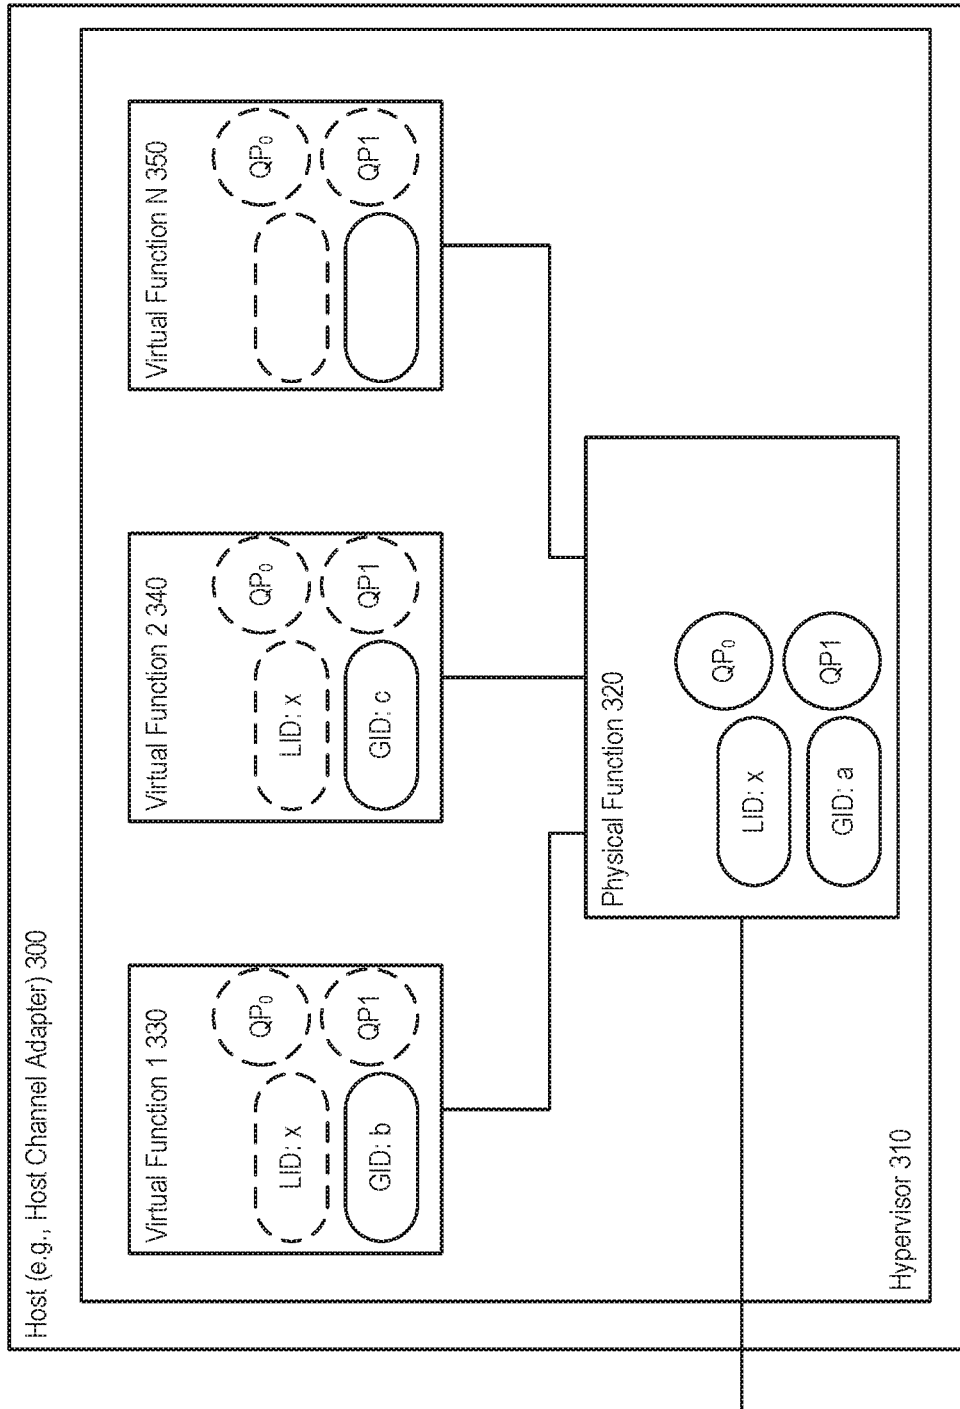 Host (e.g., Host Channel Adapter) 300
Virtual Function 1 330
LID: x
QP₀
GID: b
QP1
Virtual Function 2 340
LID: x
QP₀
GID: c
QP1
Virtual Function N 350
QP₀
QP1
Physical Function 320
LID: x
QP₀
GID: a
QP1
Hypervisor 310